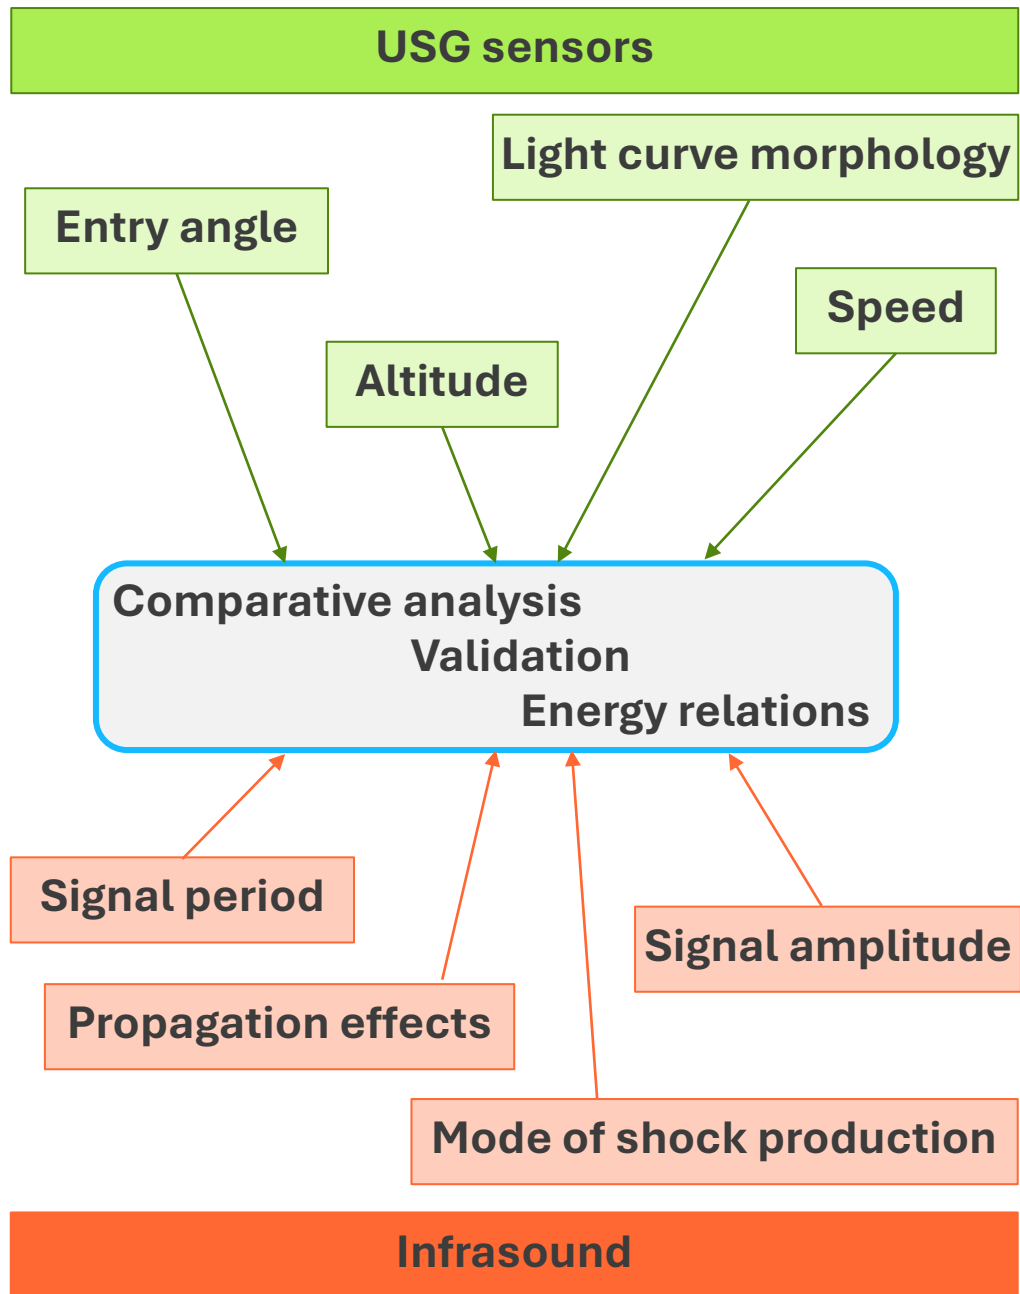 USG sensors
Light curve morphology
Entry angle
Speed
Altitude
Comparative analysis
Validation
Energy relations
Signal period
Signal amplitude
Propagation effects
Mode of shock production
Infrasound